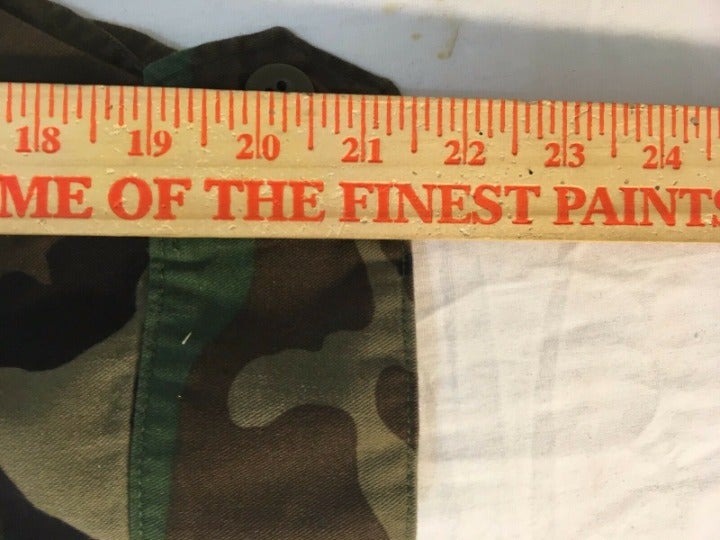 18 19 20 21 22 23 24
ME OF THE FINEST PAINTS